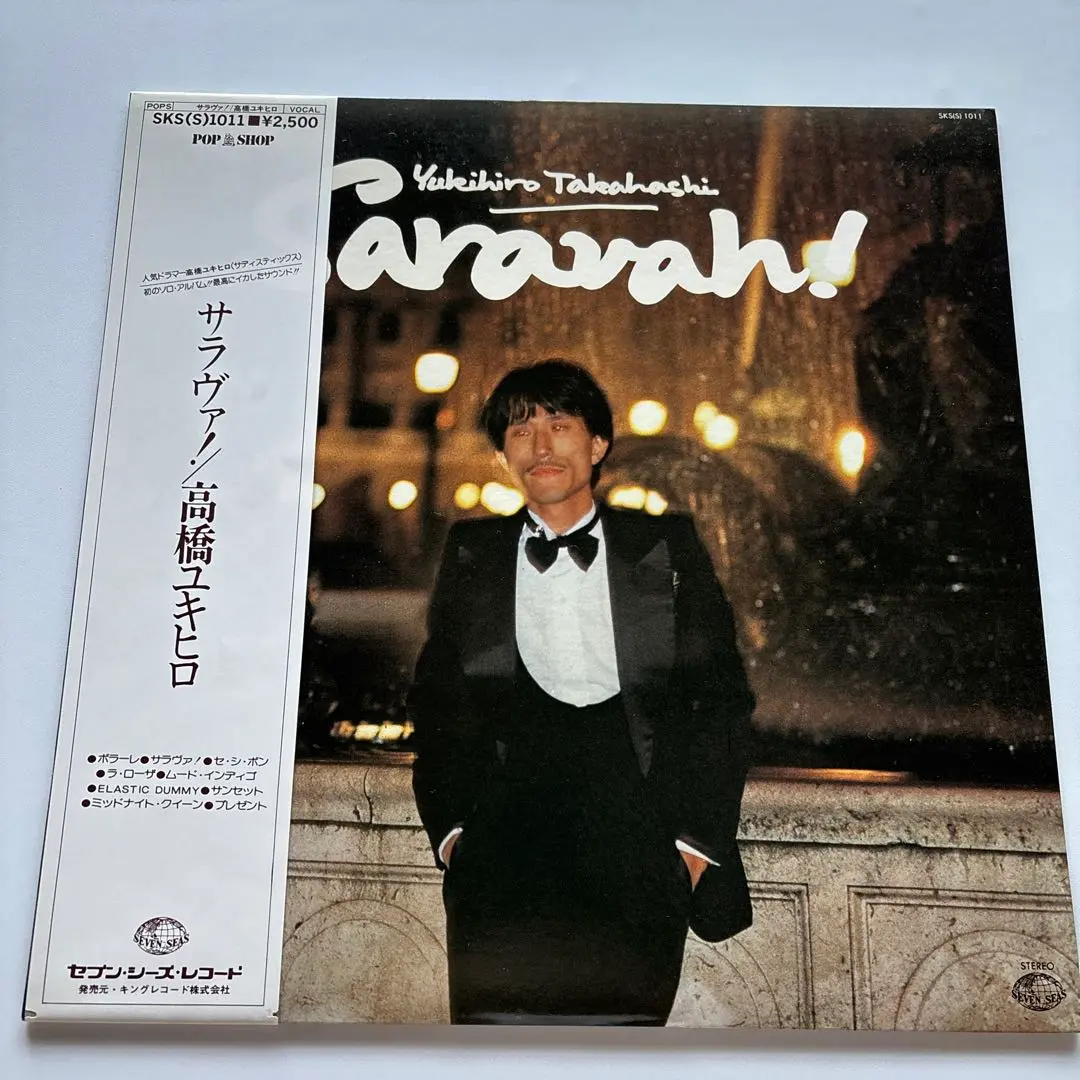 POPS サラヴァ!/高橋ユキヒロ VOCAL
SKS(S)1011■¥2,500
POP SHOP
人気ドラマー高橋ユキヒロ(サディスティックス)
初のソロ・アルバム!!最高にイカしたサウンド!!
サラヴァ!/高橋ユキヒロ
●ボラーレ●サラヴァ!●セ・シ・ボン
●ラ・ローザ●ムード・インディゴ
●ELASTIC DUMMY●サンセット
●ミッドナイト・クイーン●プレゼント
SEVEN SEAS
セブン・シーズ・レコード
発売元・キングレコード株式会社
SKS(S) 1011
Yukihiro Takahashi
Saravah!
STEREO
SEVEN SEAS